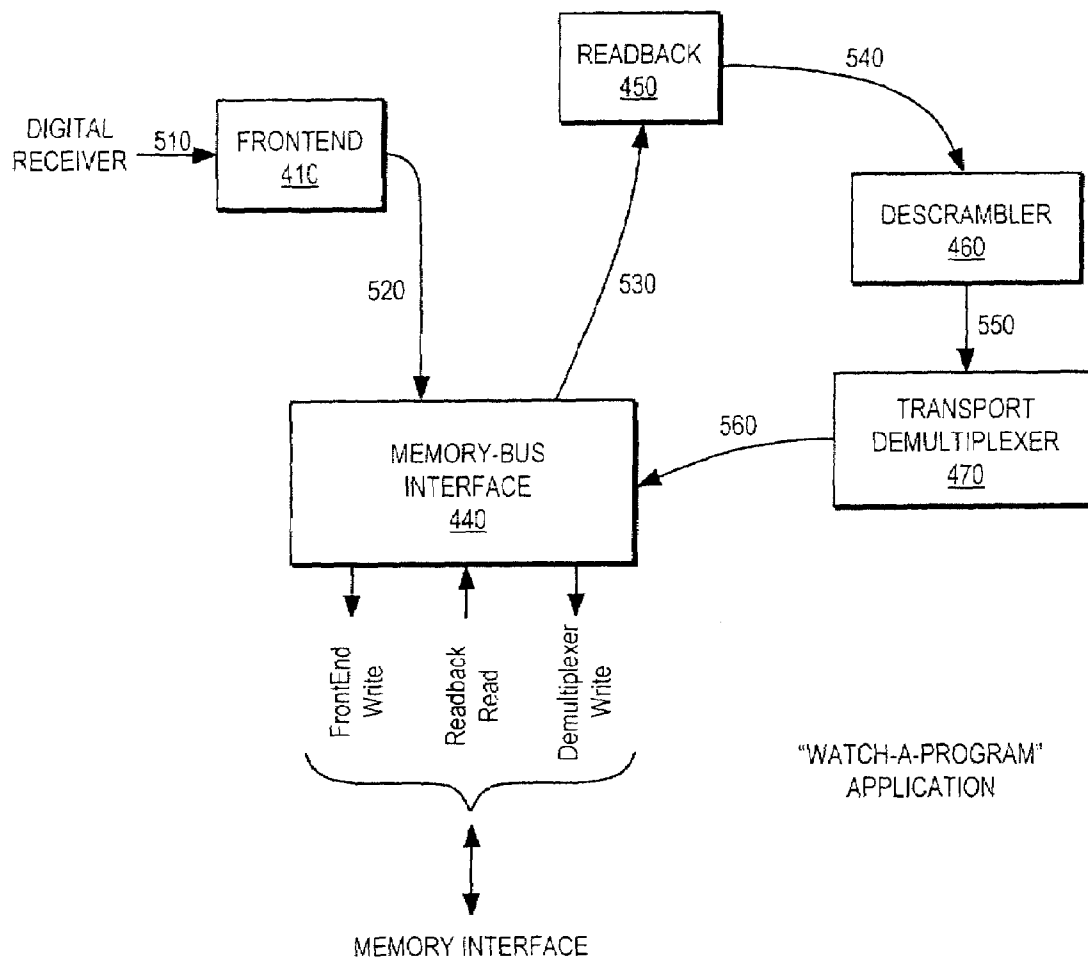 READBACK
450
540
DIGITAL
RECEIVER
510
FRONTEND
410
DESCRAMBLER
460
520
530
550
TRANSPORT
DEMULTIPLEXER
470
560
MEMORY-BUS
INTERFACE
440
FrontEnd
Write
Readback
Read
Demultiplexer
Write
"WATCH-A-PROGRAM"
APPLICATION
MEMORY INTERFACE